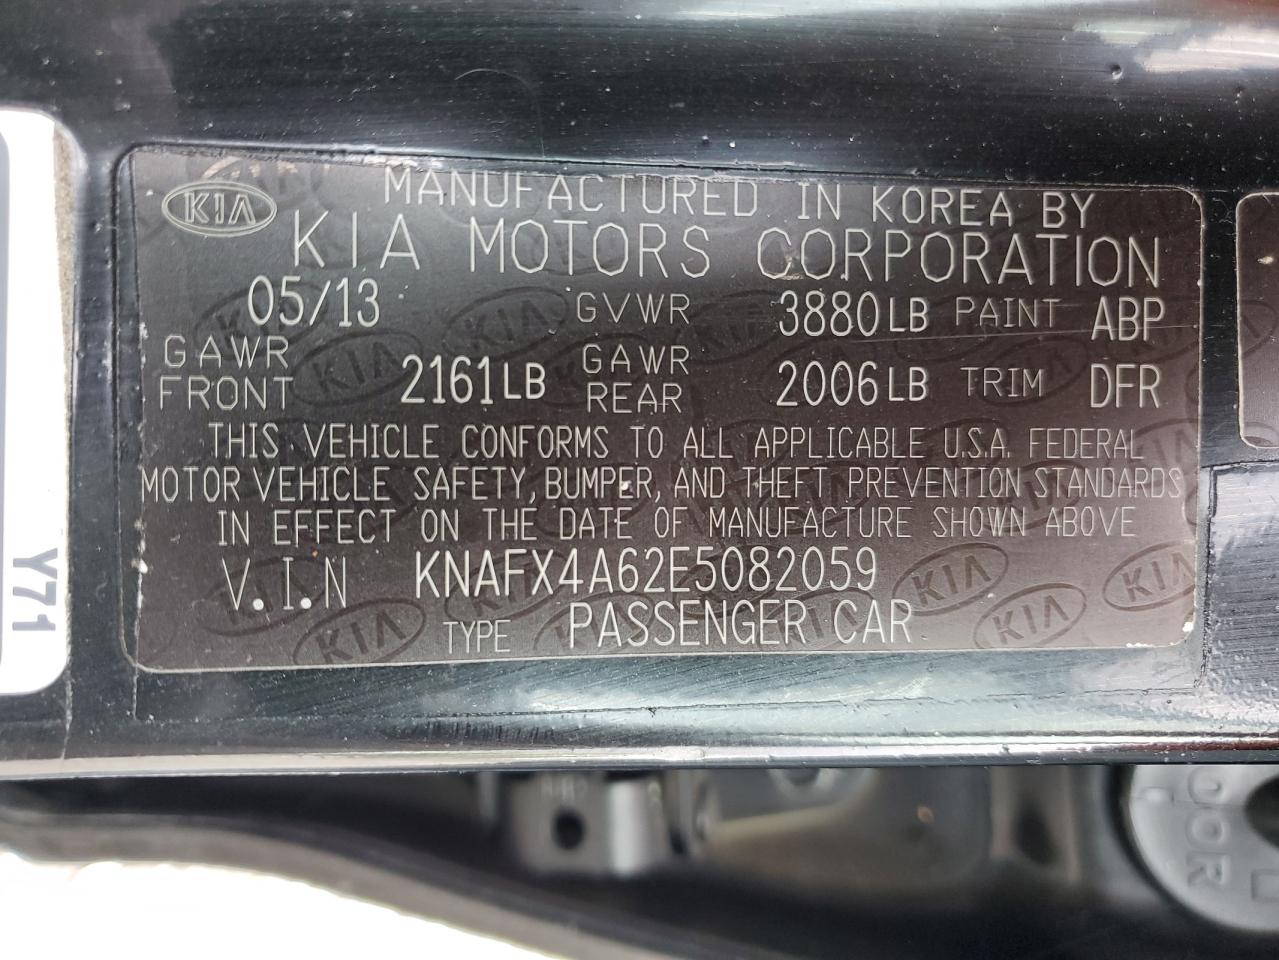 KIA
MANUFACTURED IN KOREA BY
KIA MOTORS CORPORATION
05/13 GVWR 3880LB PAINT ABP
GAWR FRONT 2161LB GAWR REAR 2006LB TRIM DFR
THIS VEHICLE CONFORMS TO ALL APPLICABLE U.S.A. FEDERAL
MOTOR VEHICLE SAFETY, BUMPER, AND THEFT PREVENTION STANDARDS
IN EFFECT ON THE DATE OF MANUFACTURE SHOWN ABOVE
V.I.N KNAFX4A62E5082059
TYPE PASSENGER CAR
Y71